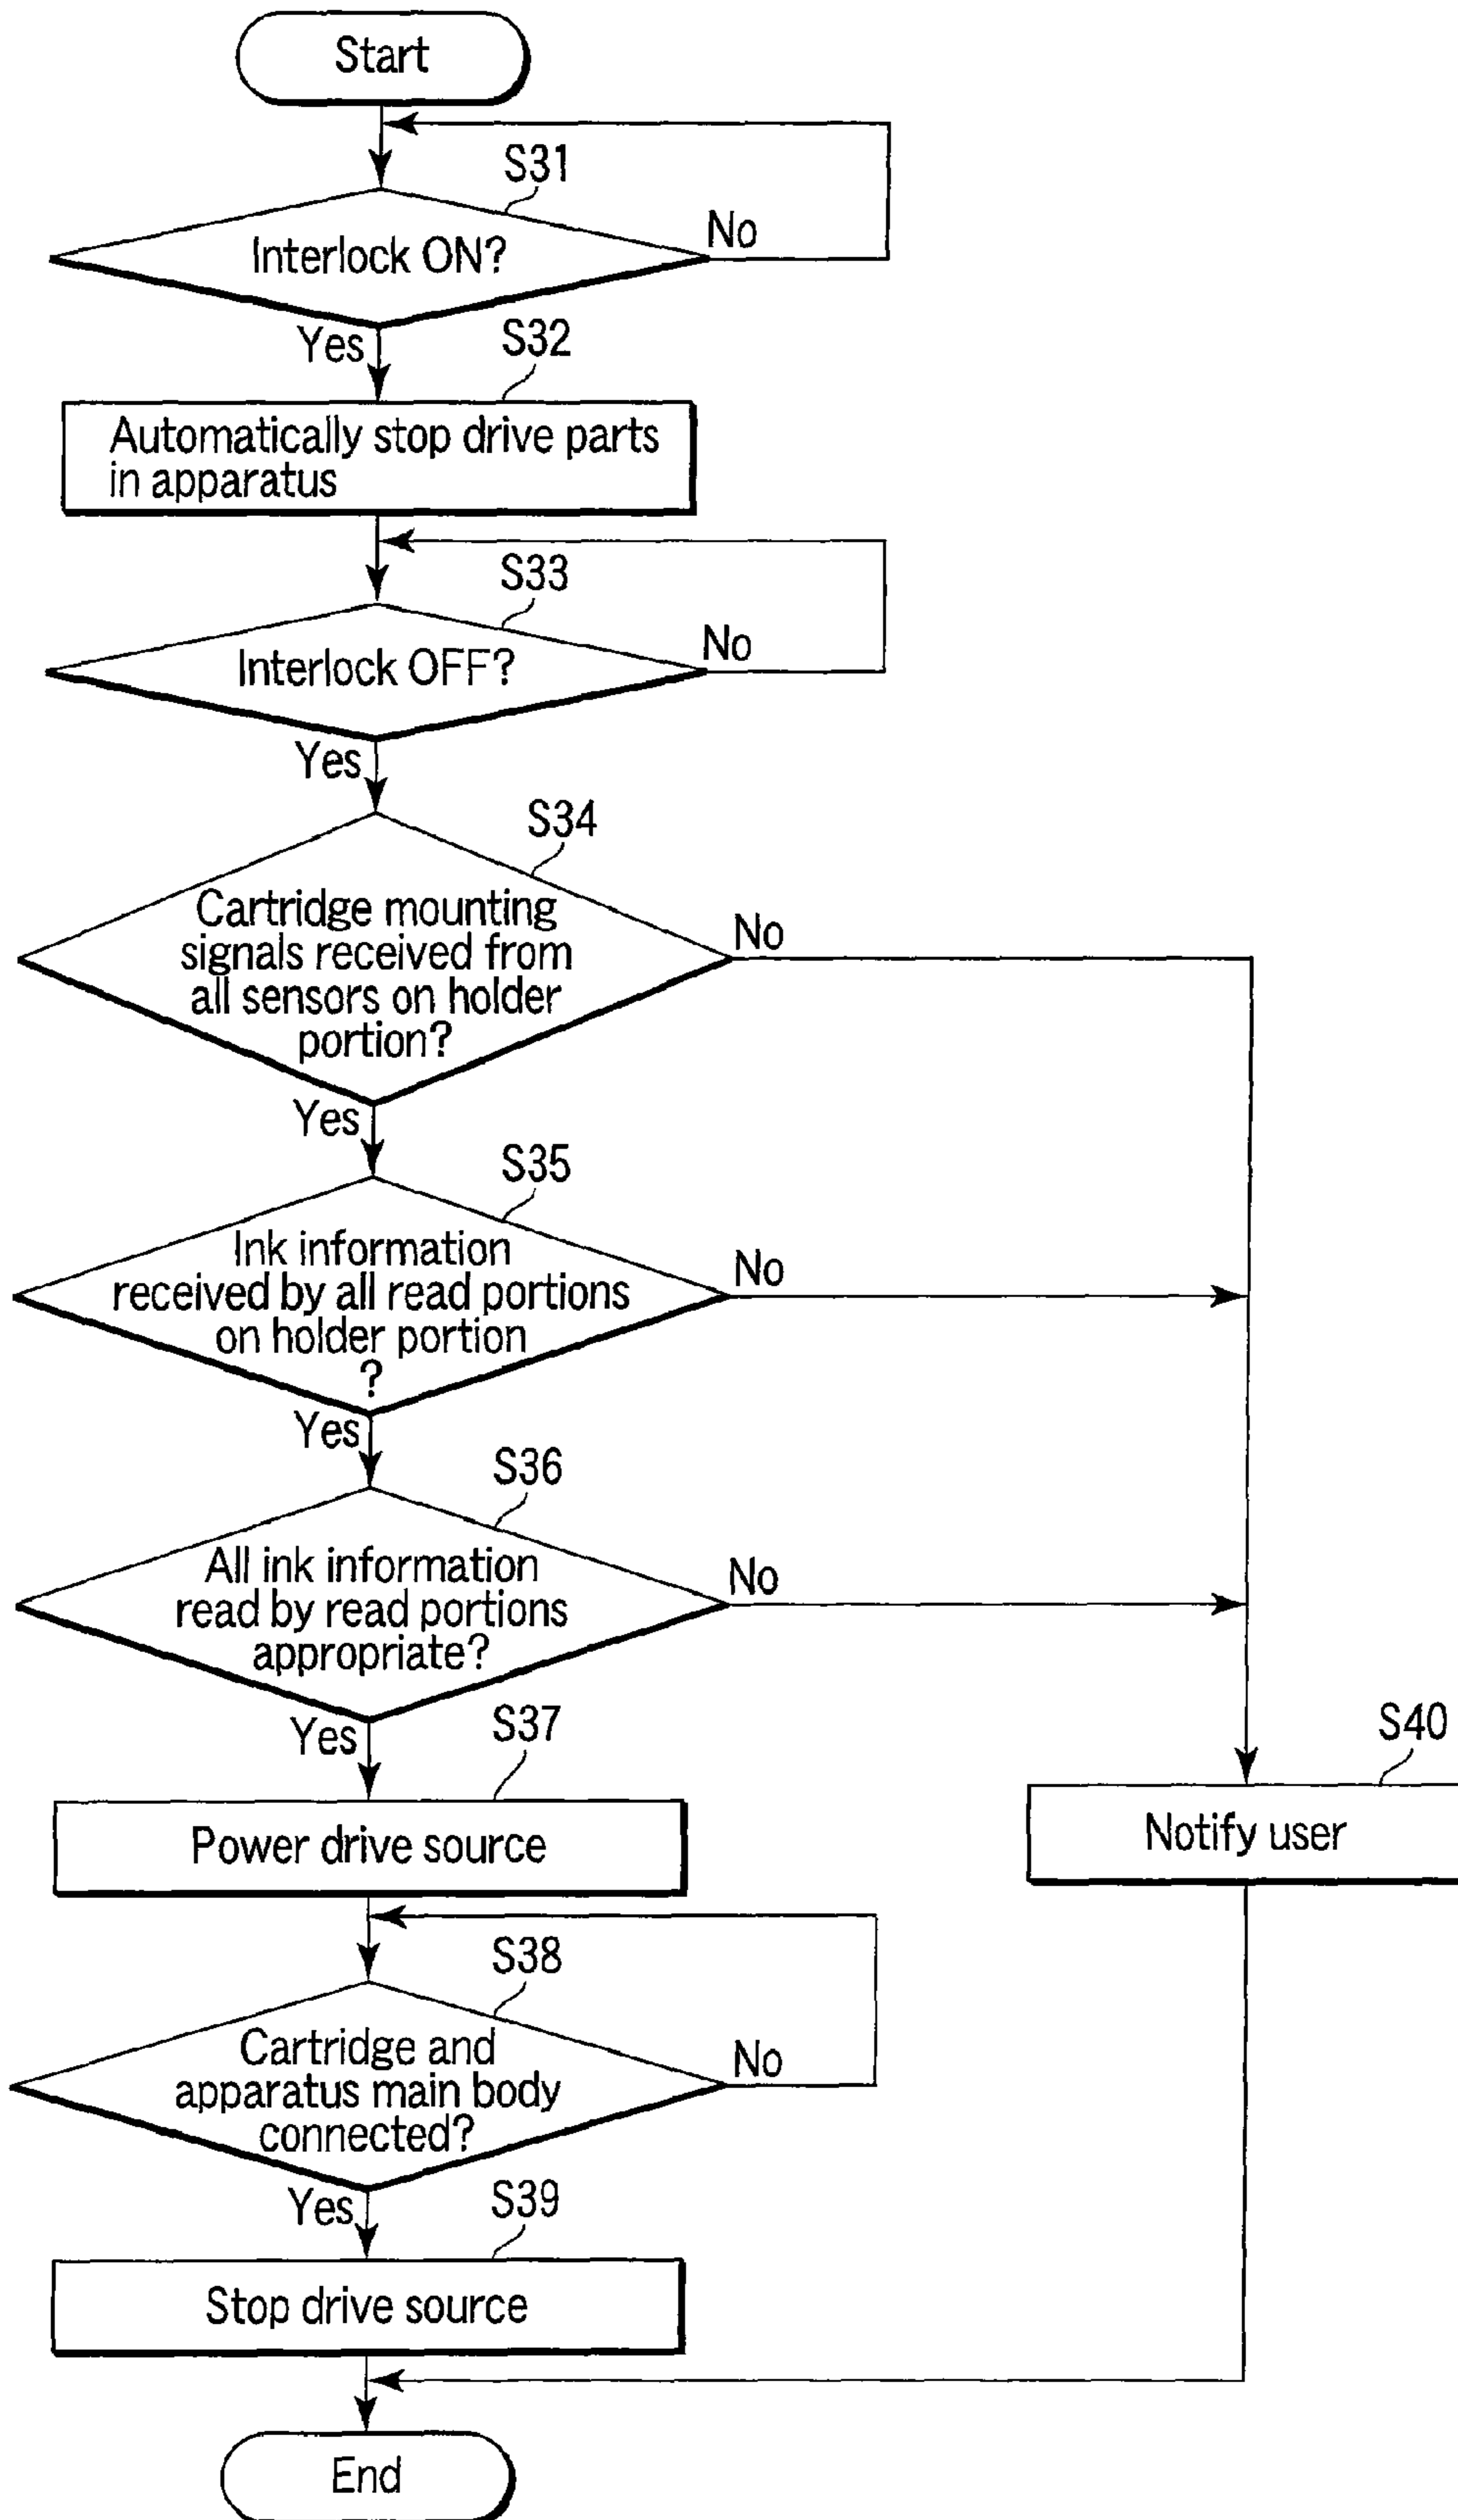 Start
S31
Interlock ON?
No
Yes
S32
Automatically stop drive parts
in apparatus
S33
Interlock OFF?
No
Yes
S34
Cartridge mounting
signals received from
all sensors on holder
portion?
No
Yes
S35
Ink information
received by all read portions
on holder portion
?
No
Yes
S36
All ink information
read by read portions
appropriate?
No
Yes
S37
Power drive source
S40
Notify user
S38
Cartridge and
apparatus main body
connected?
No
Yes
S39
Stop drive source
End